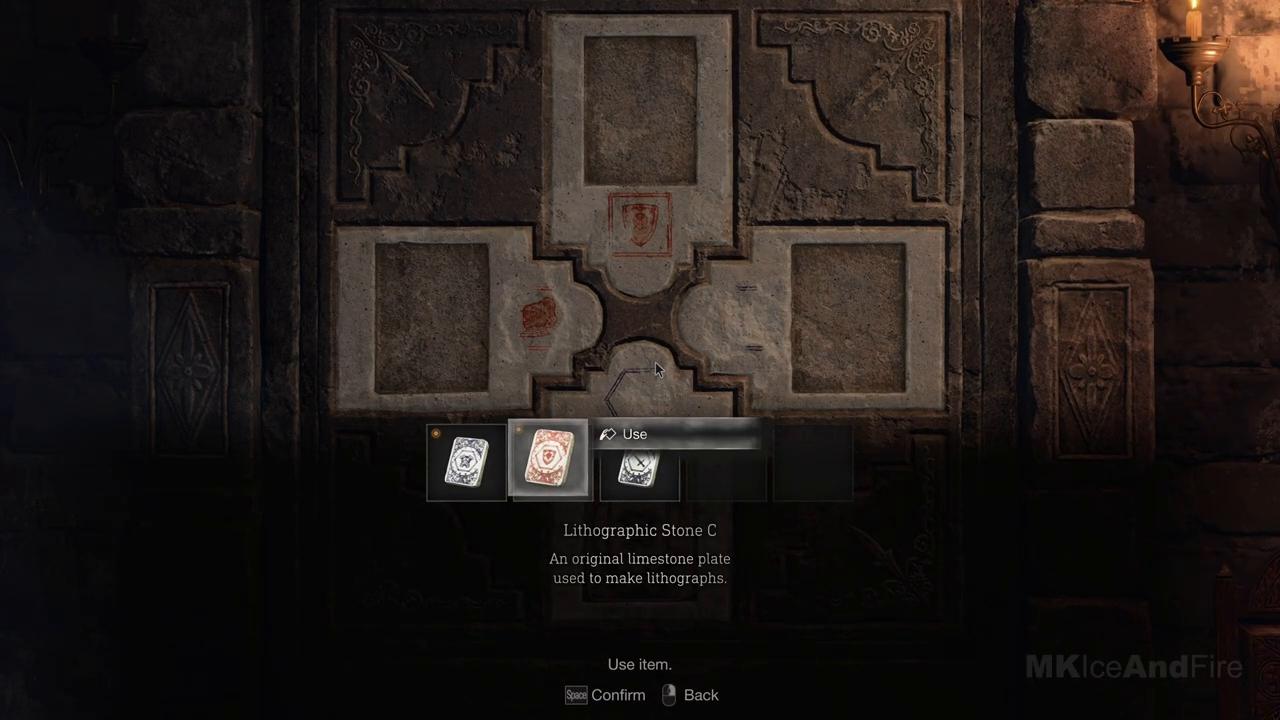 Use
Lithographic Stone C
An original limestone plate
used to make lithographs.
Use item.
MKIceAndFire
Space Confirm Back